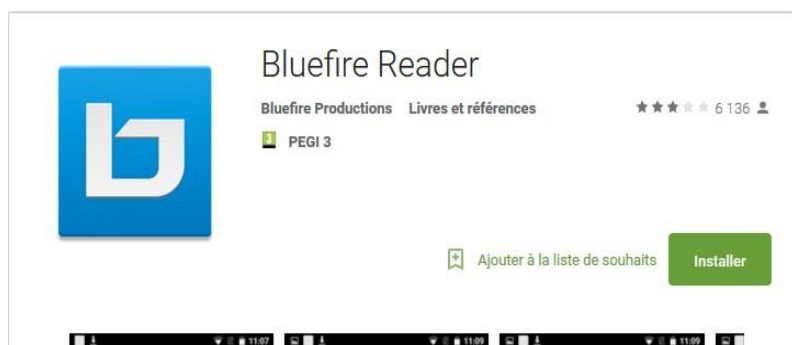 Bluefire Reader
Bluefire Productions Livres et références 6 136
3 PEGI 3
Ajouter à la liste de souhaits Installer
11:07 11:09 11:09